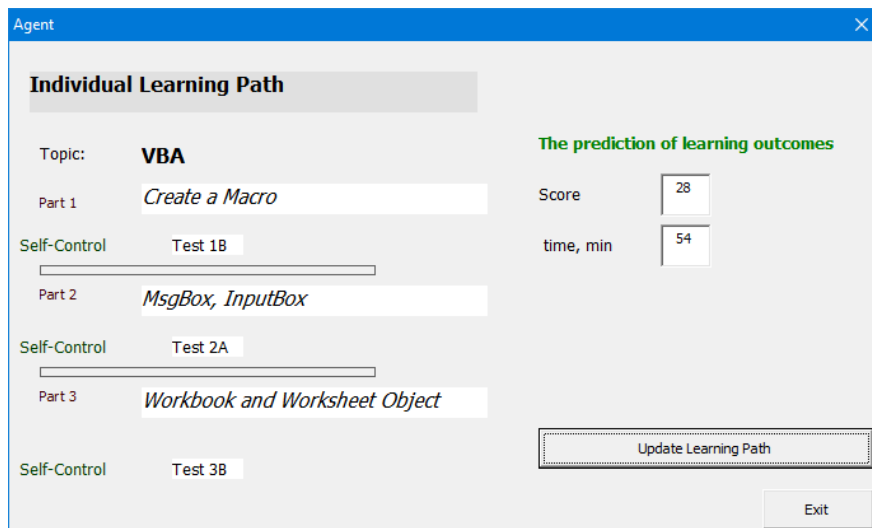 Agent
Individual Learning Path
Topic: VBA
Part 1 Create a Macro
Self-Control Test 1B
Part 2 MsgBox, InputBox
Self-Control Test 2A
Part 3 Workbook and Worksheet Object
Self-Control Test 3B
The prediction of learning outcomes
Score 28
time, min 54
Update Learning Path
Exit